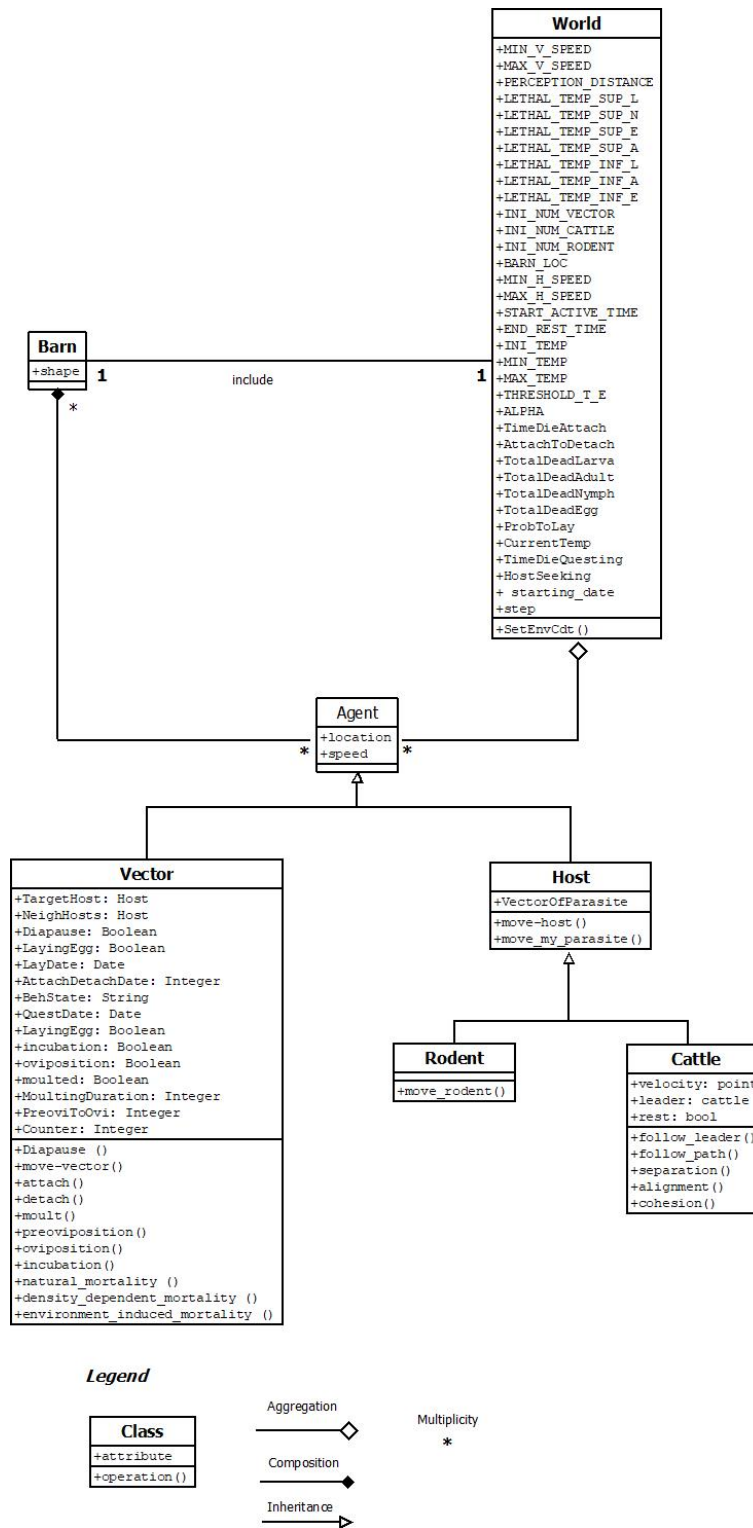 World
+MIN_V_SPEED
+MAX_V_SPEED
+PERCEPTION_DISTANCE
+LETHAL_TEMP_SUP_L
+LETHAL_TEMP_SUP_N
+LETHAL_TEMP_SUP_E
+LETHAL_TEMP_SUP_A
+LETHAL_TEMP_INF_L
+LETHAL_TEMP_INF_A
+LETHAL_TEMP_INF_E
+INI_NUM_VECTOR
+INI_NUM_CATTLE
+INI_NUM_RODENT
+BARN_LOC
+MIN_H_SPEED
+MAX_H_SPEED
+START_ACTIVE_TIME
+END_REST_TIME
+INI_TEMP
+MIN_TEMP
+MAX_TEMP
+THRESHOLD_T_E
+ALPHA
+TimeDieAttach
+AttachToDetach
+TotalDeadLarva
+TotalDeadAdult
+TotalDeadNymph
+TotalDeadEgg
+ProbToLay
+CurrentTemp
+TimeDieQuesting
+HostSeeking
+ starting_date
+step
+SetEnvCdt()
Barn
+shape
1
include
1
*
Agent
+location
+speed
*
*
Vector
+TargetHost: Host
+NeighHosts: Host
+Diapause: Boolean
+LayingEgg: Boolean
+LayDate: Date
+AttachDetachDate: Integer
+BehState: String
+QuestDate: Date
+LayingEgg: Boolean
+incubation: Boolean
+oviposition: Boolean
+moulted: Boolean
+MoultingDuration: Integer
+PreoviToOvi: Integer
+Counter: Integer
+Diapause ()
+move-vector()
+attach()
+detach()
+moult()
+preoviposition()
+oviposition()
+incubation()
+natural_mortality ()
+density_dependent_mortality ()
+environment_induced_mortality ()
Host
+VectorOfParasite
+move-host()
+move_my_parasite()
Rodent
+move_rodent()
Cattle
+velocity: point
+leader: cattle
+rest: bool
+follow_leader()
+follow_path()
+separation()
+alignment()
+cohesion()
Legend
Class
+attribute
+operation()
Aggregation
Composition
Inheritance
Multiplicity
*